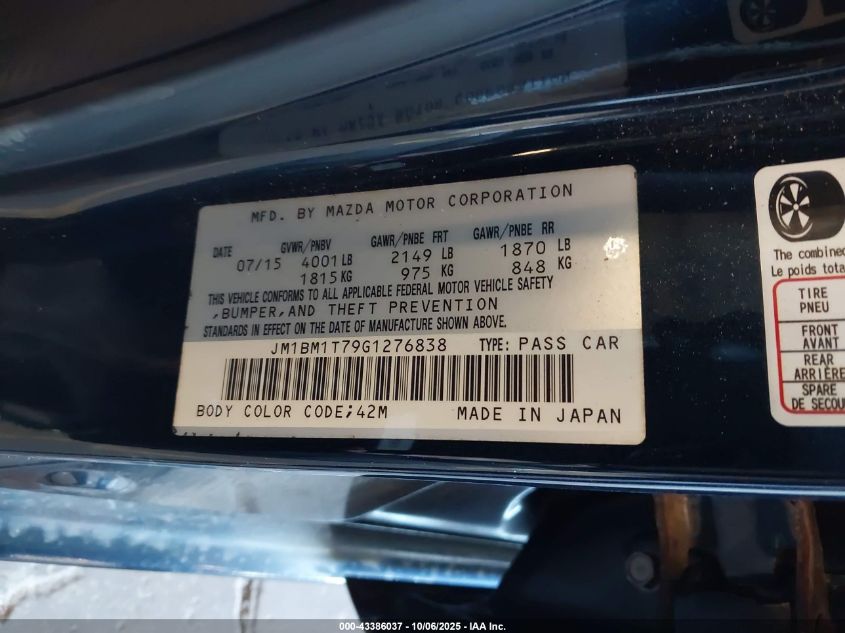 MFD. BY MAZDA MOTOR CORPORATION
DATE GVWR/PNBV GAWR/PNBE FRT GAWR/PNBE RR
07/15 4001 LB 2149 LB 1870 LB
1815 KG 975 KG 848 KG
THIS VEHICLE CONFORMS TO ALL APPLICABLE FEDERAL MOTOR VEHICLE SAFETY
,BUMPER,AND THEFT PREVENTION
STANDARDS IN EFFECT ON THE DATE OF MANUFACTURE SHOWN ABOVE.
JM1BM1T79G1276838 TYPE: PASS CAR
BODY COLOR CODE;42M MADE IN JAPAN
The combined
Le poids tota
TIRE
PNEU
FRONT
AVANT
REAR
ARRIÈRE
SPARE
DE SECOU
000-43386037 - 10/06/2025 - IAA Inc.